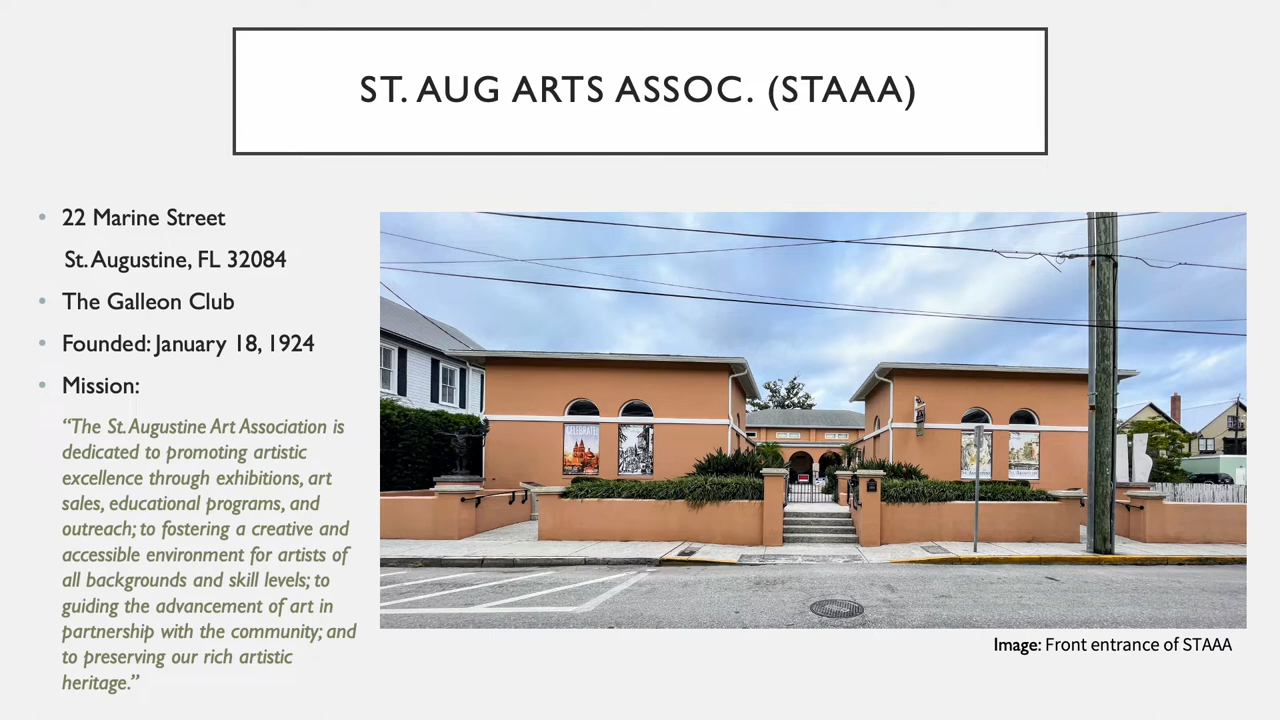 ST. AUG ARTS ASSOC. (STAAA)
• 22 Marine Street
St. Augustine, FL 32084
• The Galleon Club
• Founded: January 18, 1924
• Mission:
“The St. Augustine Art Association is
dedicated to promoting artistic
excellence through exhibitions, art
sales, educational programs, and
outreach; to fostering a creative and
accessible environment for artists of
all backgrounds and skill levels; to
guiding the advancement of art in
partnership with the community; and
to preserving our rich artistic
heritage.”
CELEBRATE
Image: Front entrance of STAAA